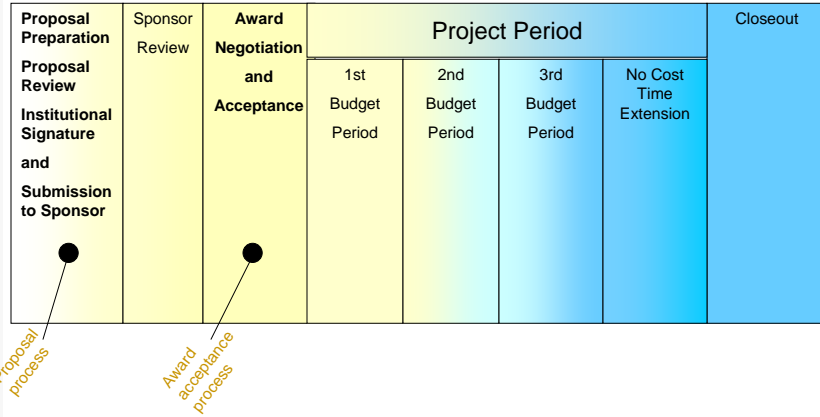 Proposal
Preparation
Proposal
Review
Institutional
Signature
and
Submission
to Sponsor
Sponsor
Review
Award
Negotiation
and
Acceptance
Project Period
1st
Budget
Period
2nd
Budget
Period
3rd
Budget
Period
No Cost
Time
Extension
Closeout
Proposal
process
Award
acceptance
process